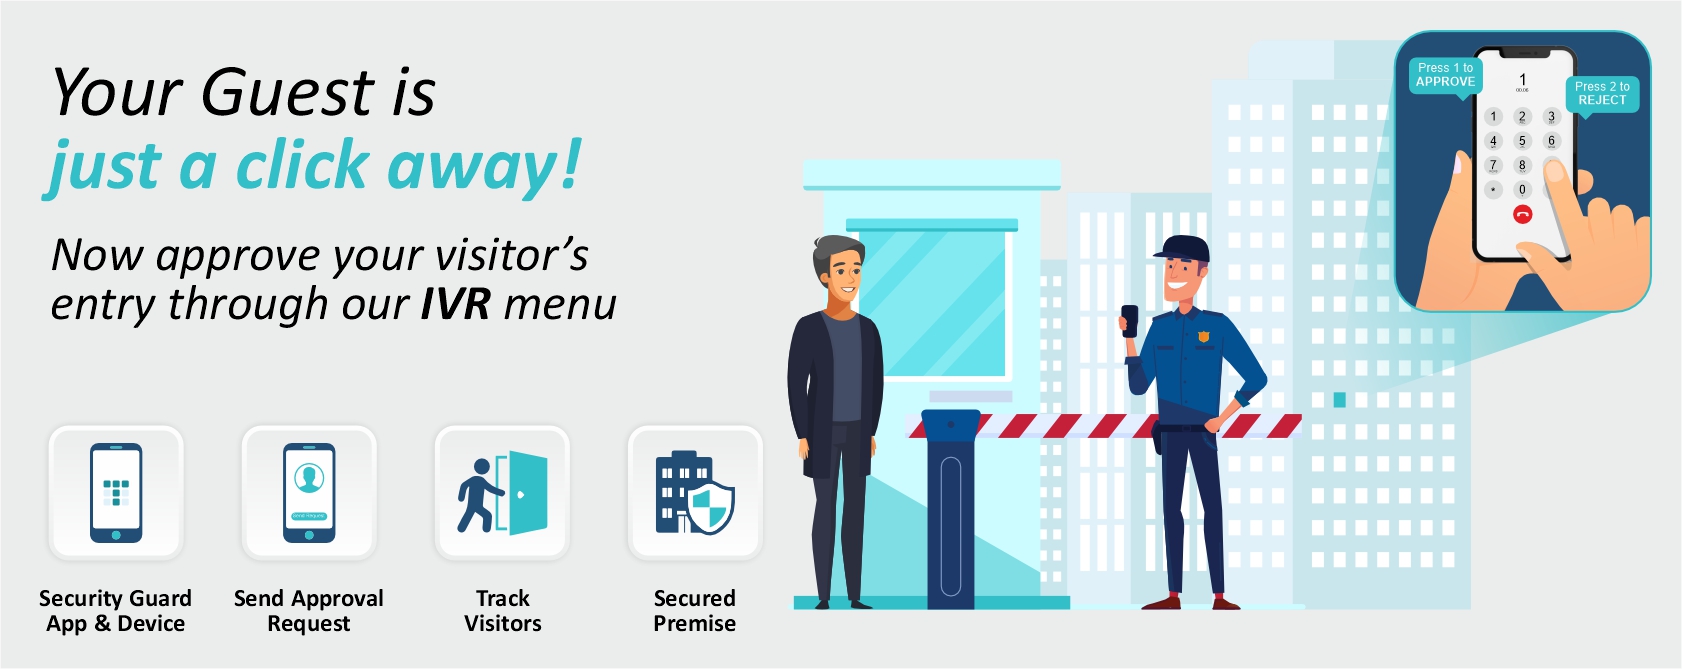 Your Guest is
just a click away!
Now approve your visitor's
entry through our IVR menu
Security Guard
App & Device
Send Approval
Request
Track
Visitors
Secured
Premise
Press 1 to
APPROVE
Press 2 to
REJECT
1
1 2 3
4 5 6
7 8
* 0